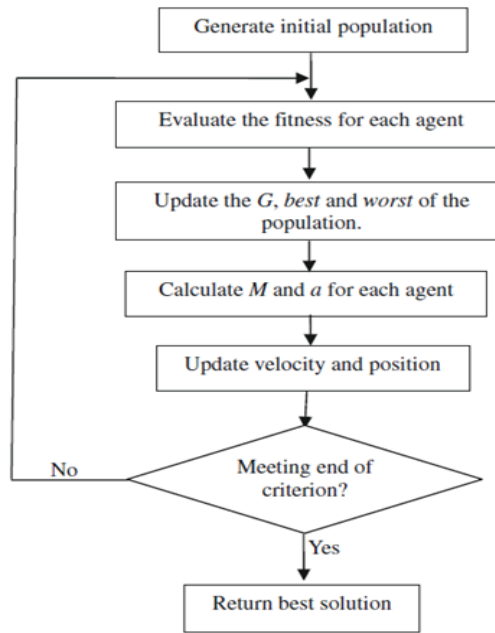 Generate initial population
Evaluate the fitness for each agent
Update the G, best and worst of the
population.
Calculate M and a for each agent
Update velocity and position
Meeting end of
criterion?
No
Yes
Return best solution